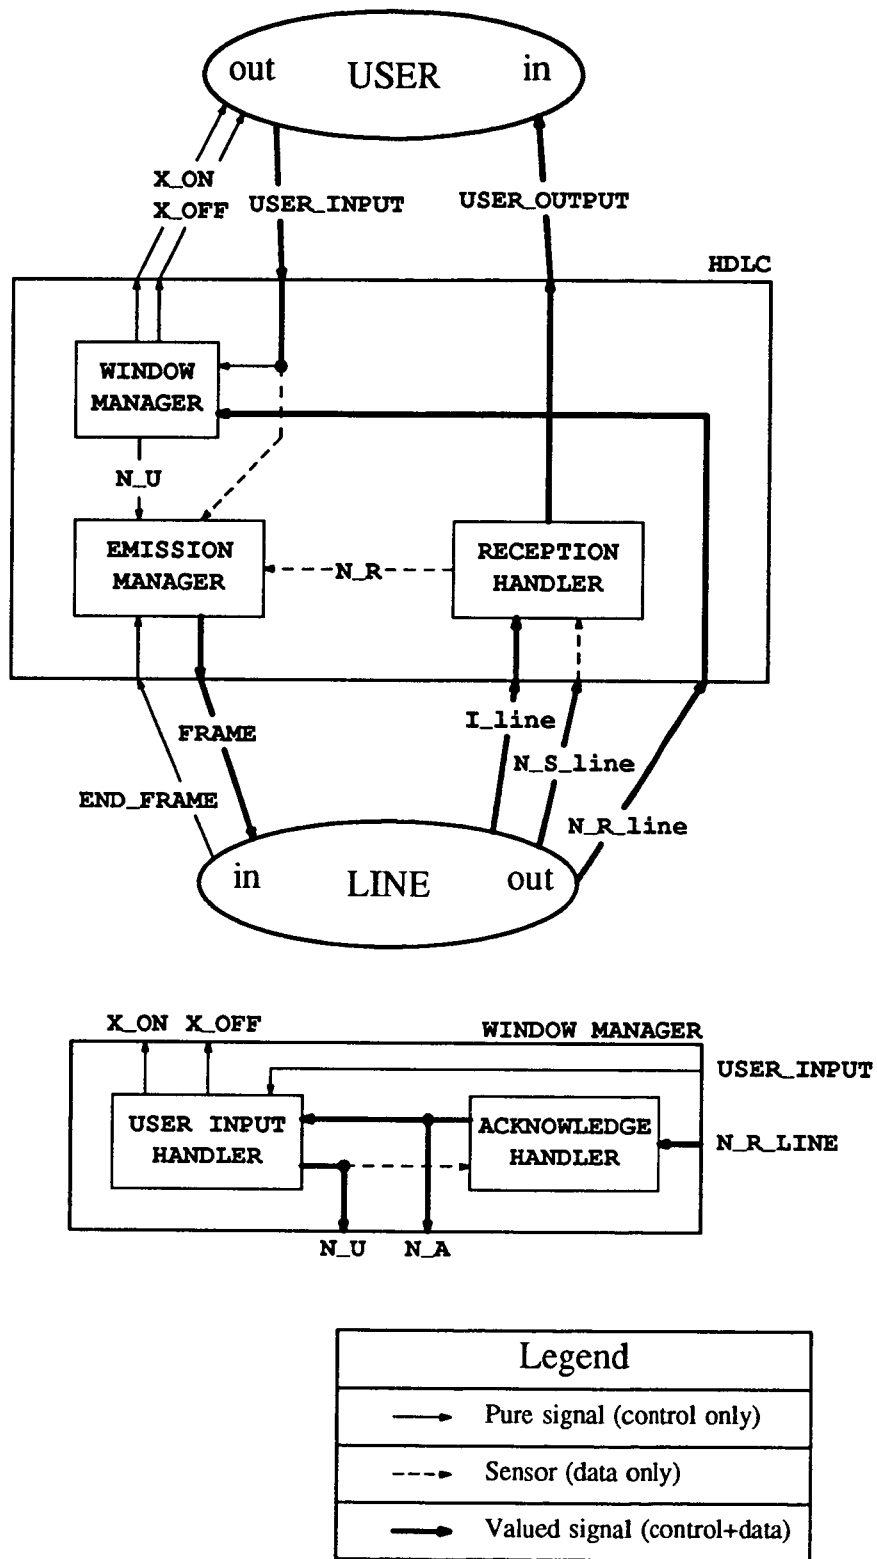 out USER in
X_ON
X_OFF USER_INPUT USER_OUTPUT
HDLC
WINDOW
MANAGER
N_U
EMISSION
MANAGER
N_R
RECEPTION
HANDLER
FRAME
I_line
N_S_line
END_FRAME
N_R_line
in LINE out
X_ON X_OFF WINDOW MANAGER
USER_INPUT
USER INPUT
HANDLER
ACKNOWLEDGE
HANDLER
N_R_LINE
N_U N_A
Legend
Pure signal (control only)
Sensor (data only)
Valued signal (control+data)